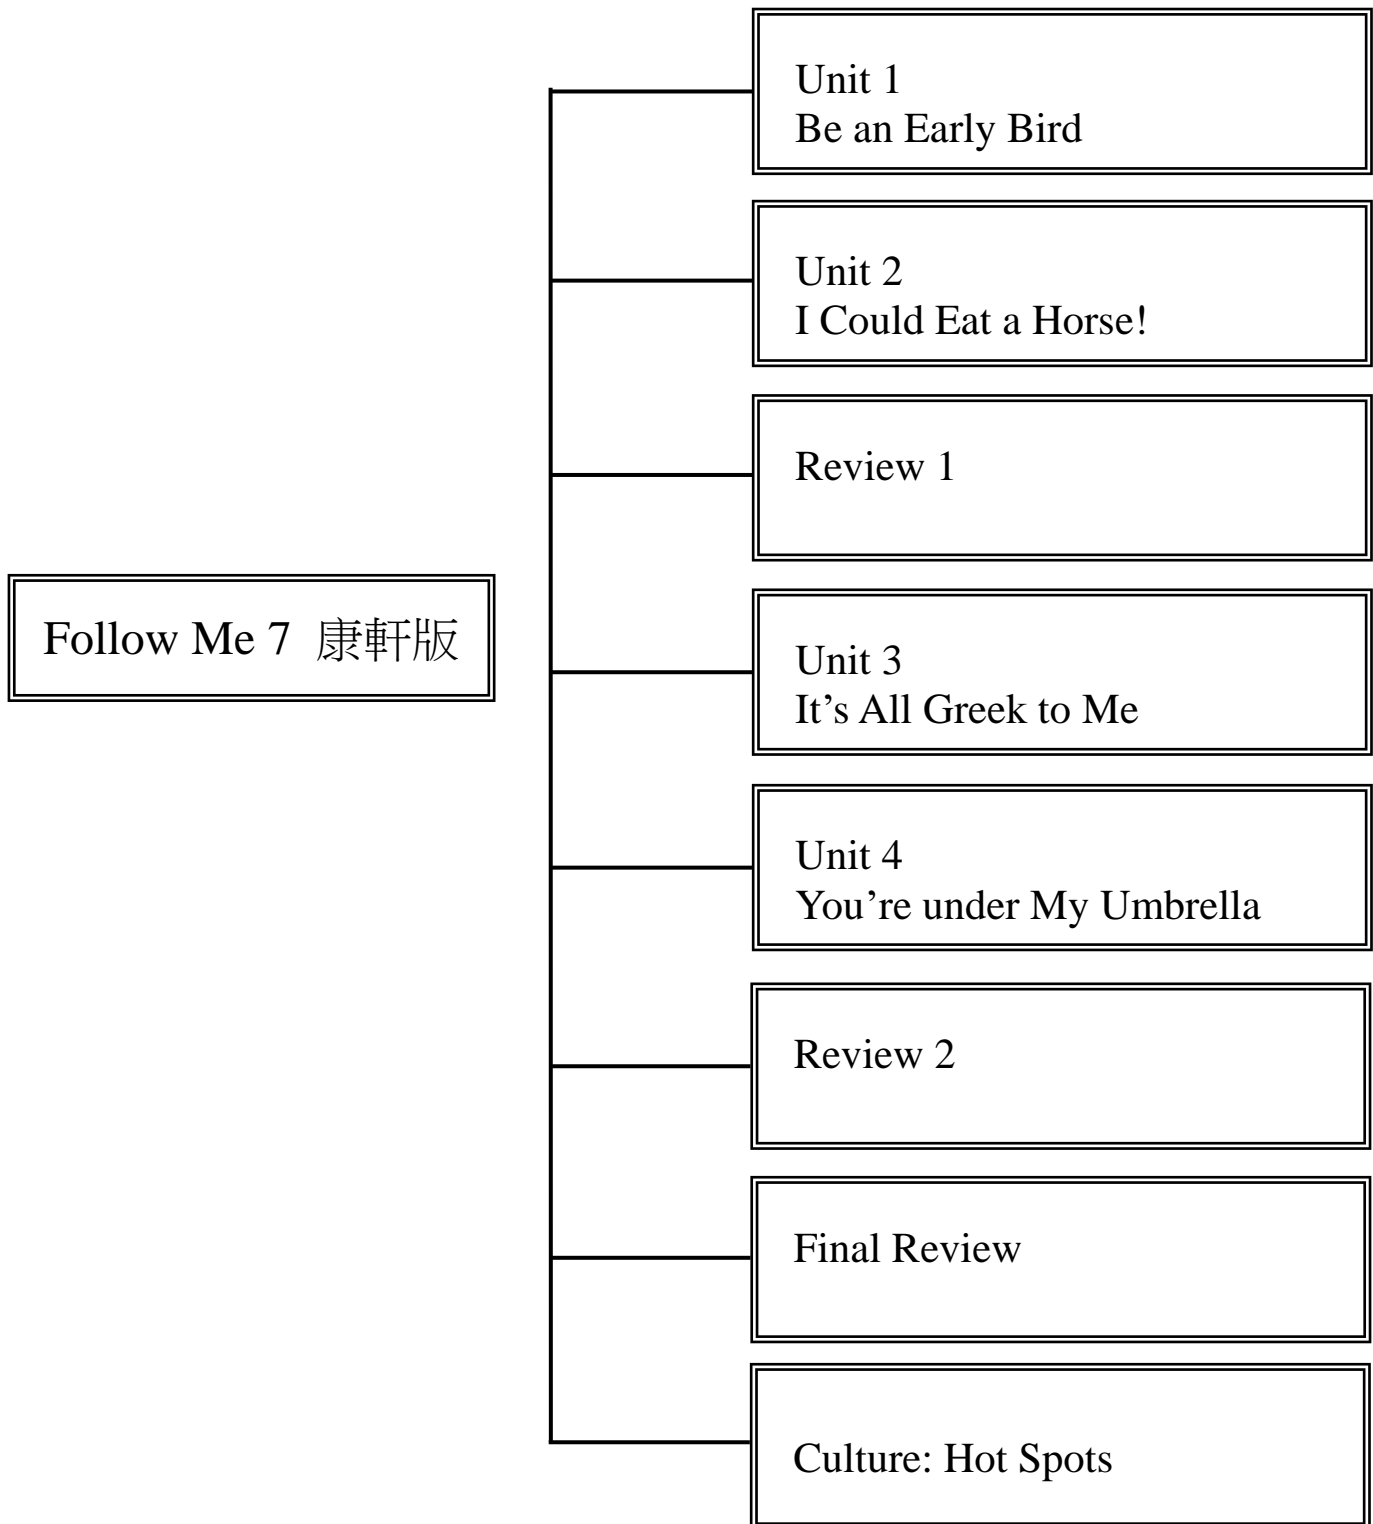 Unit 1
Be an Early Bird
Unit 2
I Could Eat a Horse!
Review 1
Follow Me 7 康軒版
Unit 3
It’s All Greek to Me
Unit 4
You’re under My Umbrella
Review 2
Final Review
Culture: Hot Spots